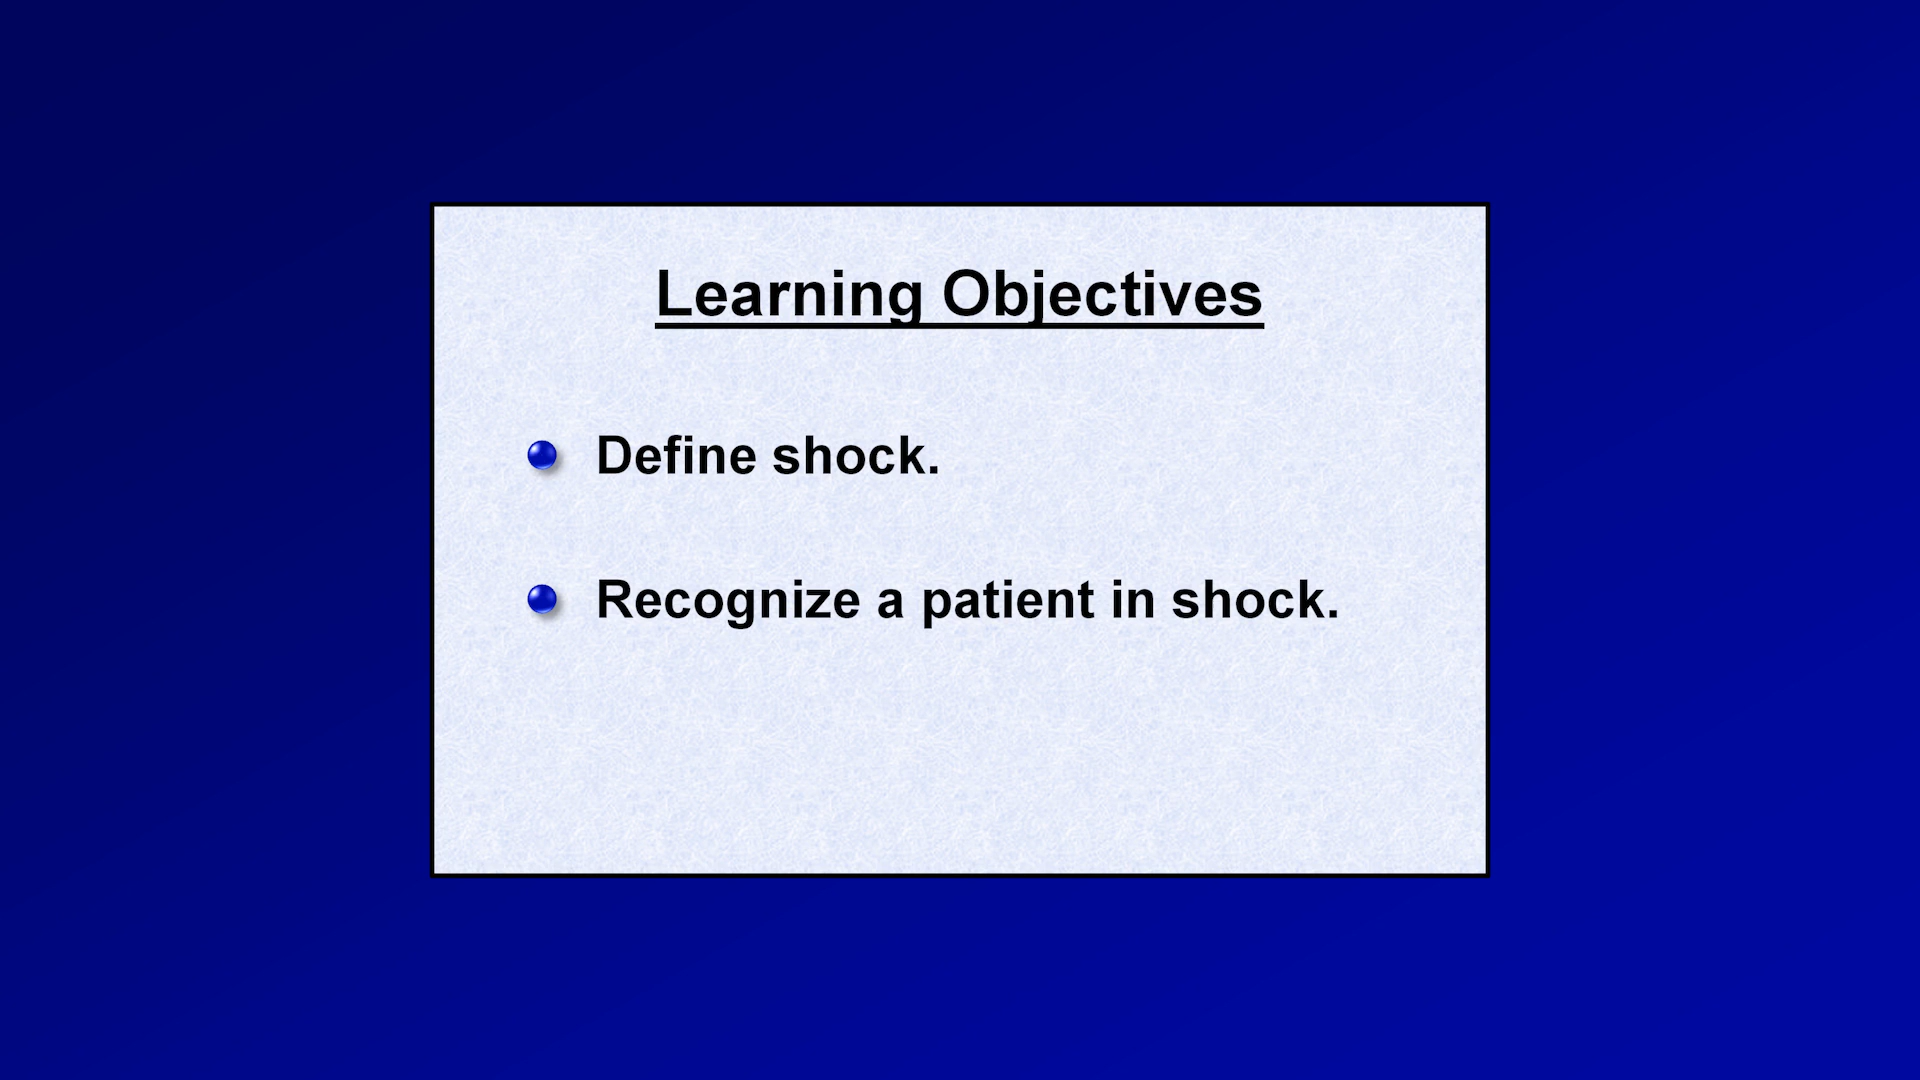 Learning Objectives
Define shock.
Recognize a patient in shock.